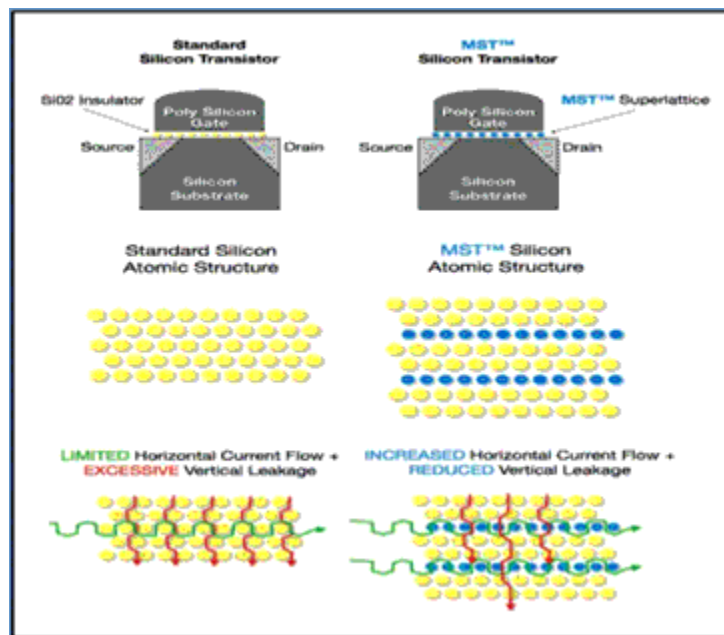 Standard
Silicon Transistor
SiO2 Insulator
Poly Silicon
Gate
Source
Drain
Silicon
Substrate
MST™
Silicon Transistor
MST™ Superlattice
Poly Silicon
Gate
Source
Drain
Silicon
Substrate
Standard Silicon
Atomic Structure
MST™ Silicon
Atomic Structure
LIMITED Horizontal Current Flow +
EXCESSIVE Vertical Leakage
INCREASED Horizontal Current Flow +
REDUCED Vertical Leakage